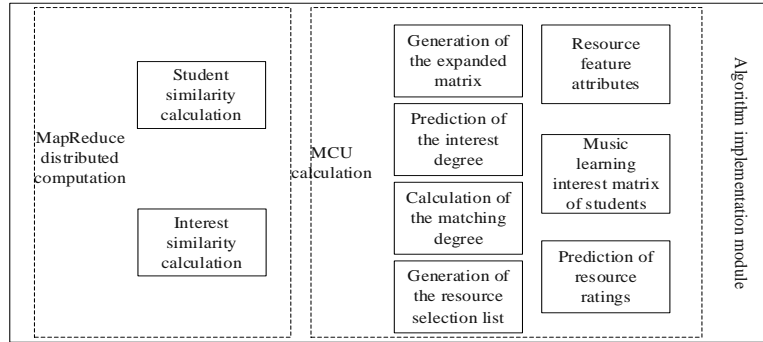 MapReduce
distributed
computation
Student
similarity
calculation
Interest
similarity
calculation
MCU
calculation
Generation of
the expanded
matrix
Prediction of
the interest
degree
Calculation of
the matching
degree
Generation of
the resource
selection list
Resource
feature
attributes
Music
learning
interest matrix
of students
Prediction of
resource
ratings
Algorithm implementation module